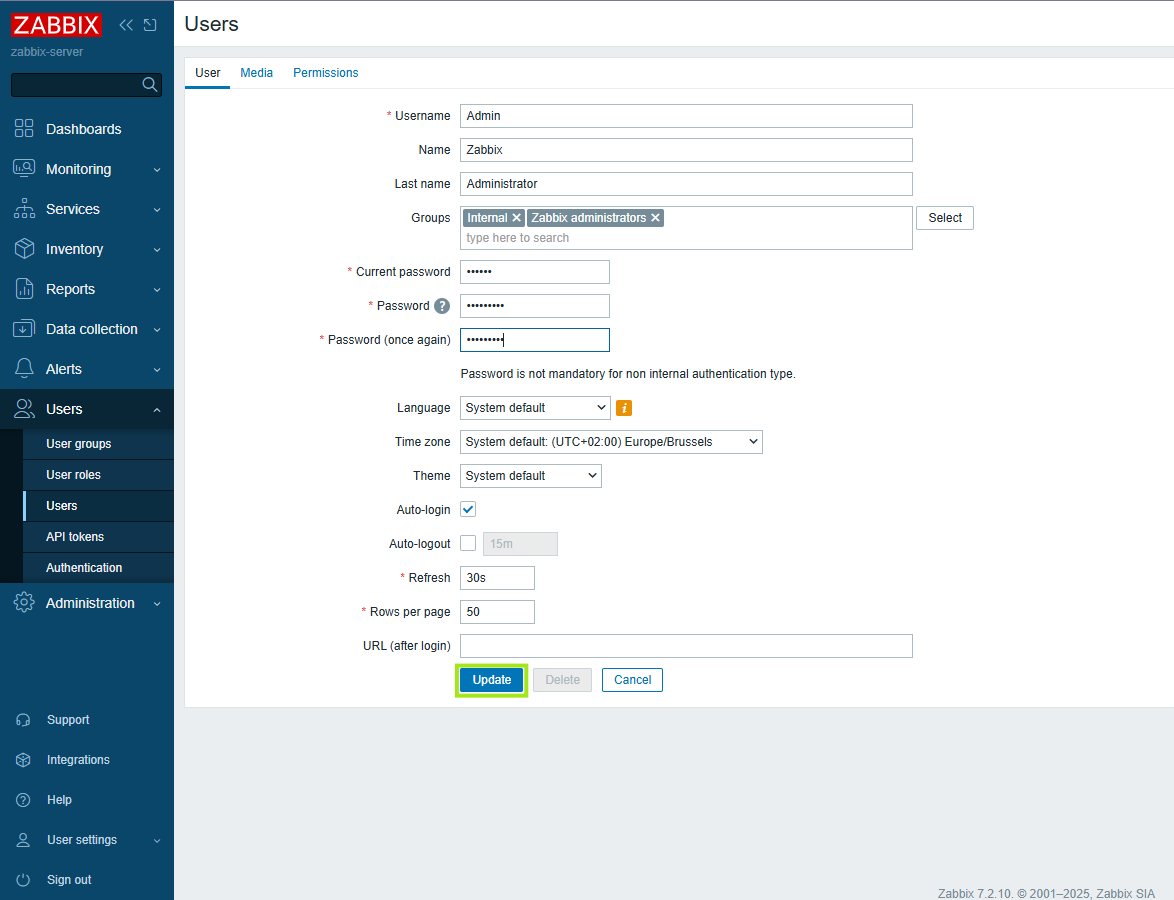 ZABBIX
zabbix-server
Dashboards
Monitoring
Services
Inventory
Reports
Data collection
Alerts
Users
User groups
User roles
Users
API tokens
Authentication
Administration
Support
Integrations
Help
User settings
Sign out
Users
User Media Permissions
* Username Admin
Name Zabbix
Last name Administrator
Groups Internal ✕ Zabbix administrators ✕ Select
type here to search
* Current password ••••••
* Password ? •••••••••
* Password (once again) •••••••••
Password is not mandatory for non internal authentication type.
Language System default i
Time zone System default: (UTC+02:00) Europe/Brussels
Theme System default
Auto-login
Auto-logout 15m
* Refresh 30s
* Rows per page 50
URL (after login)
Update Delete Cancel
Zabbix 7.2.10. © 2001–2025, Zabbix SIA